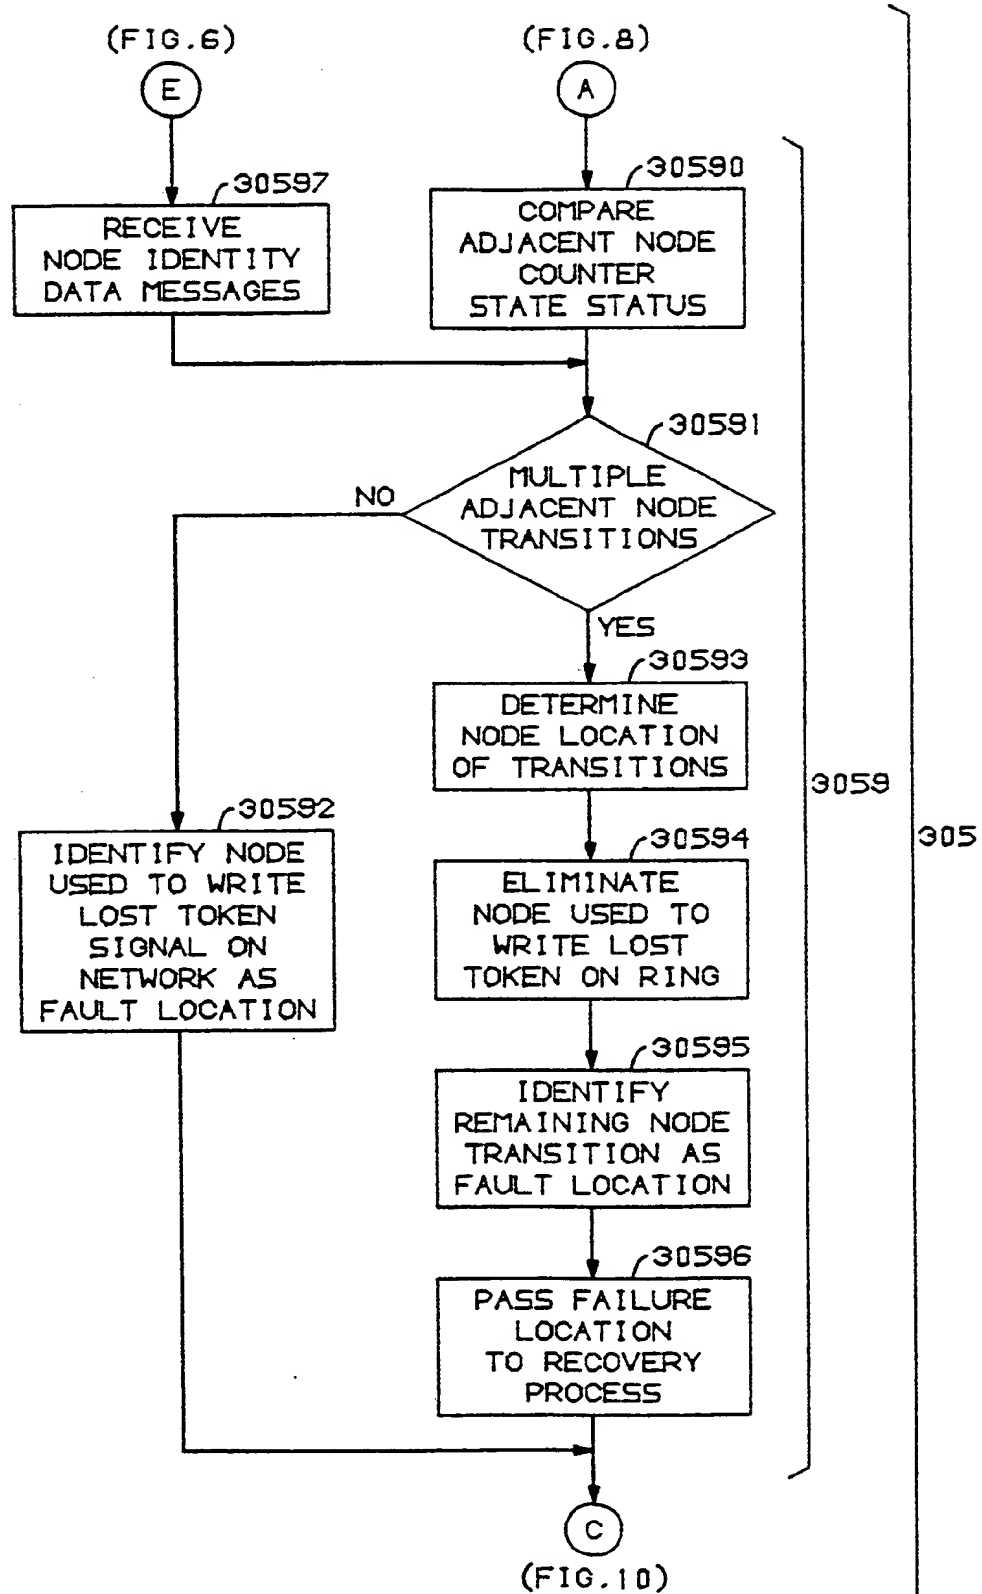 (FIG.6)
E
(FIG.8)
A
30597
RECEIVE
NODE IDENTITY
DATA MESSAGES
30590
COMPARE
ADJACENT NODE
COUNTER
STATE STATUS
30591
MULTIPLE
ADJACENT NODE
TRANSITIONS
NO
YES
30593
DETERMINE
NODE LOCATION
OF TRANSITIONS
3059
305
30592
IDENTIFY NODE
USED TO WRITE
LOST TOKEN
SIGNAL ON
NETWORK AS
FAULT LOCATION
30594
ELIMINATE
NODE USED TO
WRITE LOST
TOKEN ON RING
30595
IDENTIFY
REMAINING NODE
TRANSITION AS
FAULT LOCATION
30596
PASS FAILURE
LOCATION
TO RECOVERY
PROCESS
C
(FIG.10)